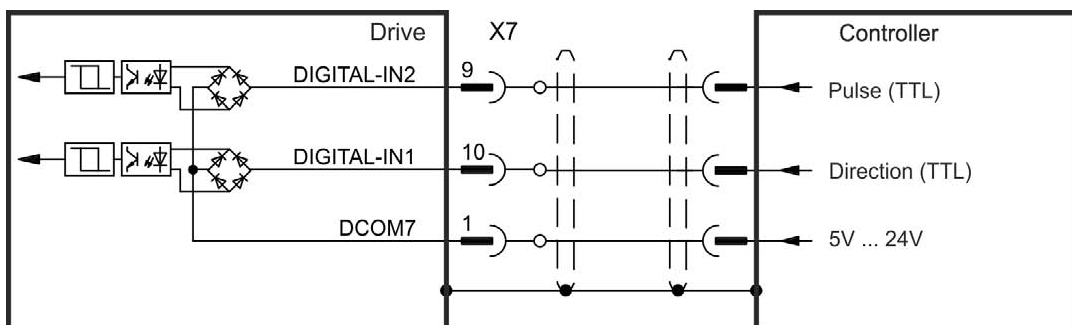 Drive X7 Controller
DIGITAL-IN2 9 Pulse (TTL)
DIGITAL-IN1 10 Direction (TTL)
DCOM7 1 5V ... 24V